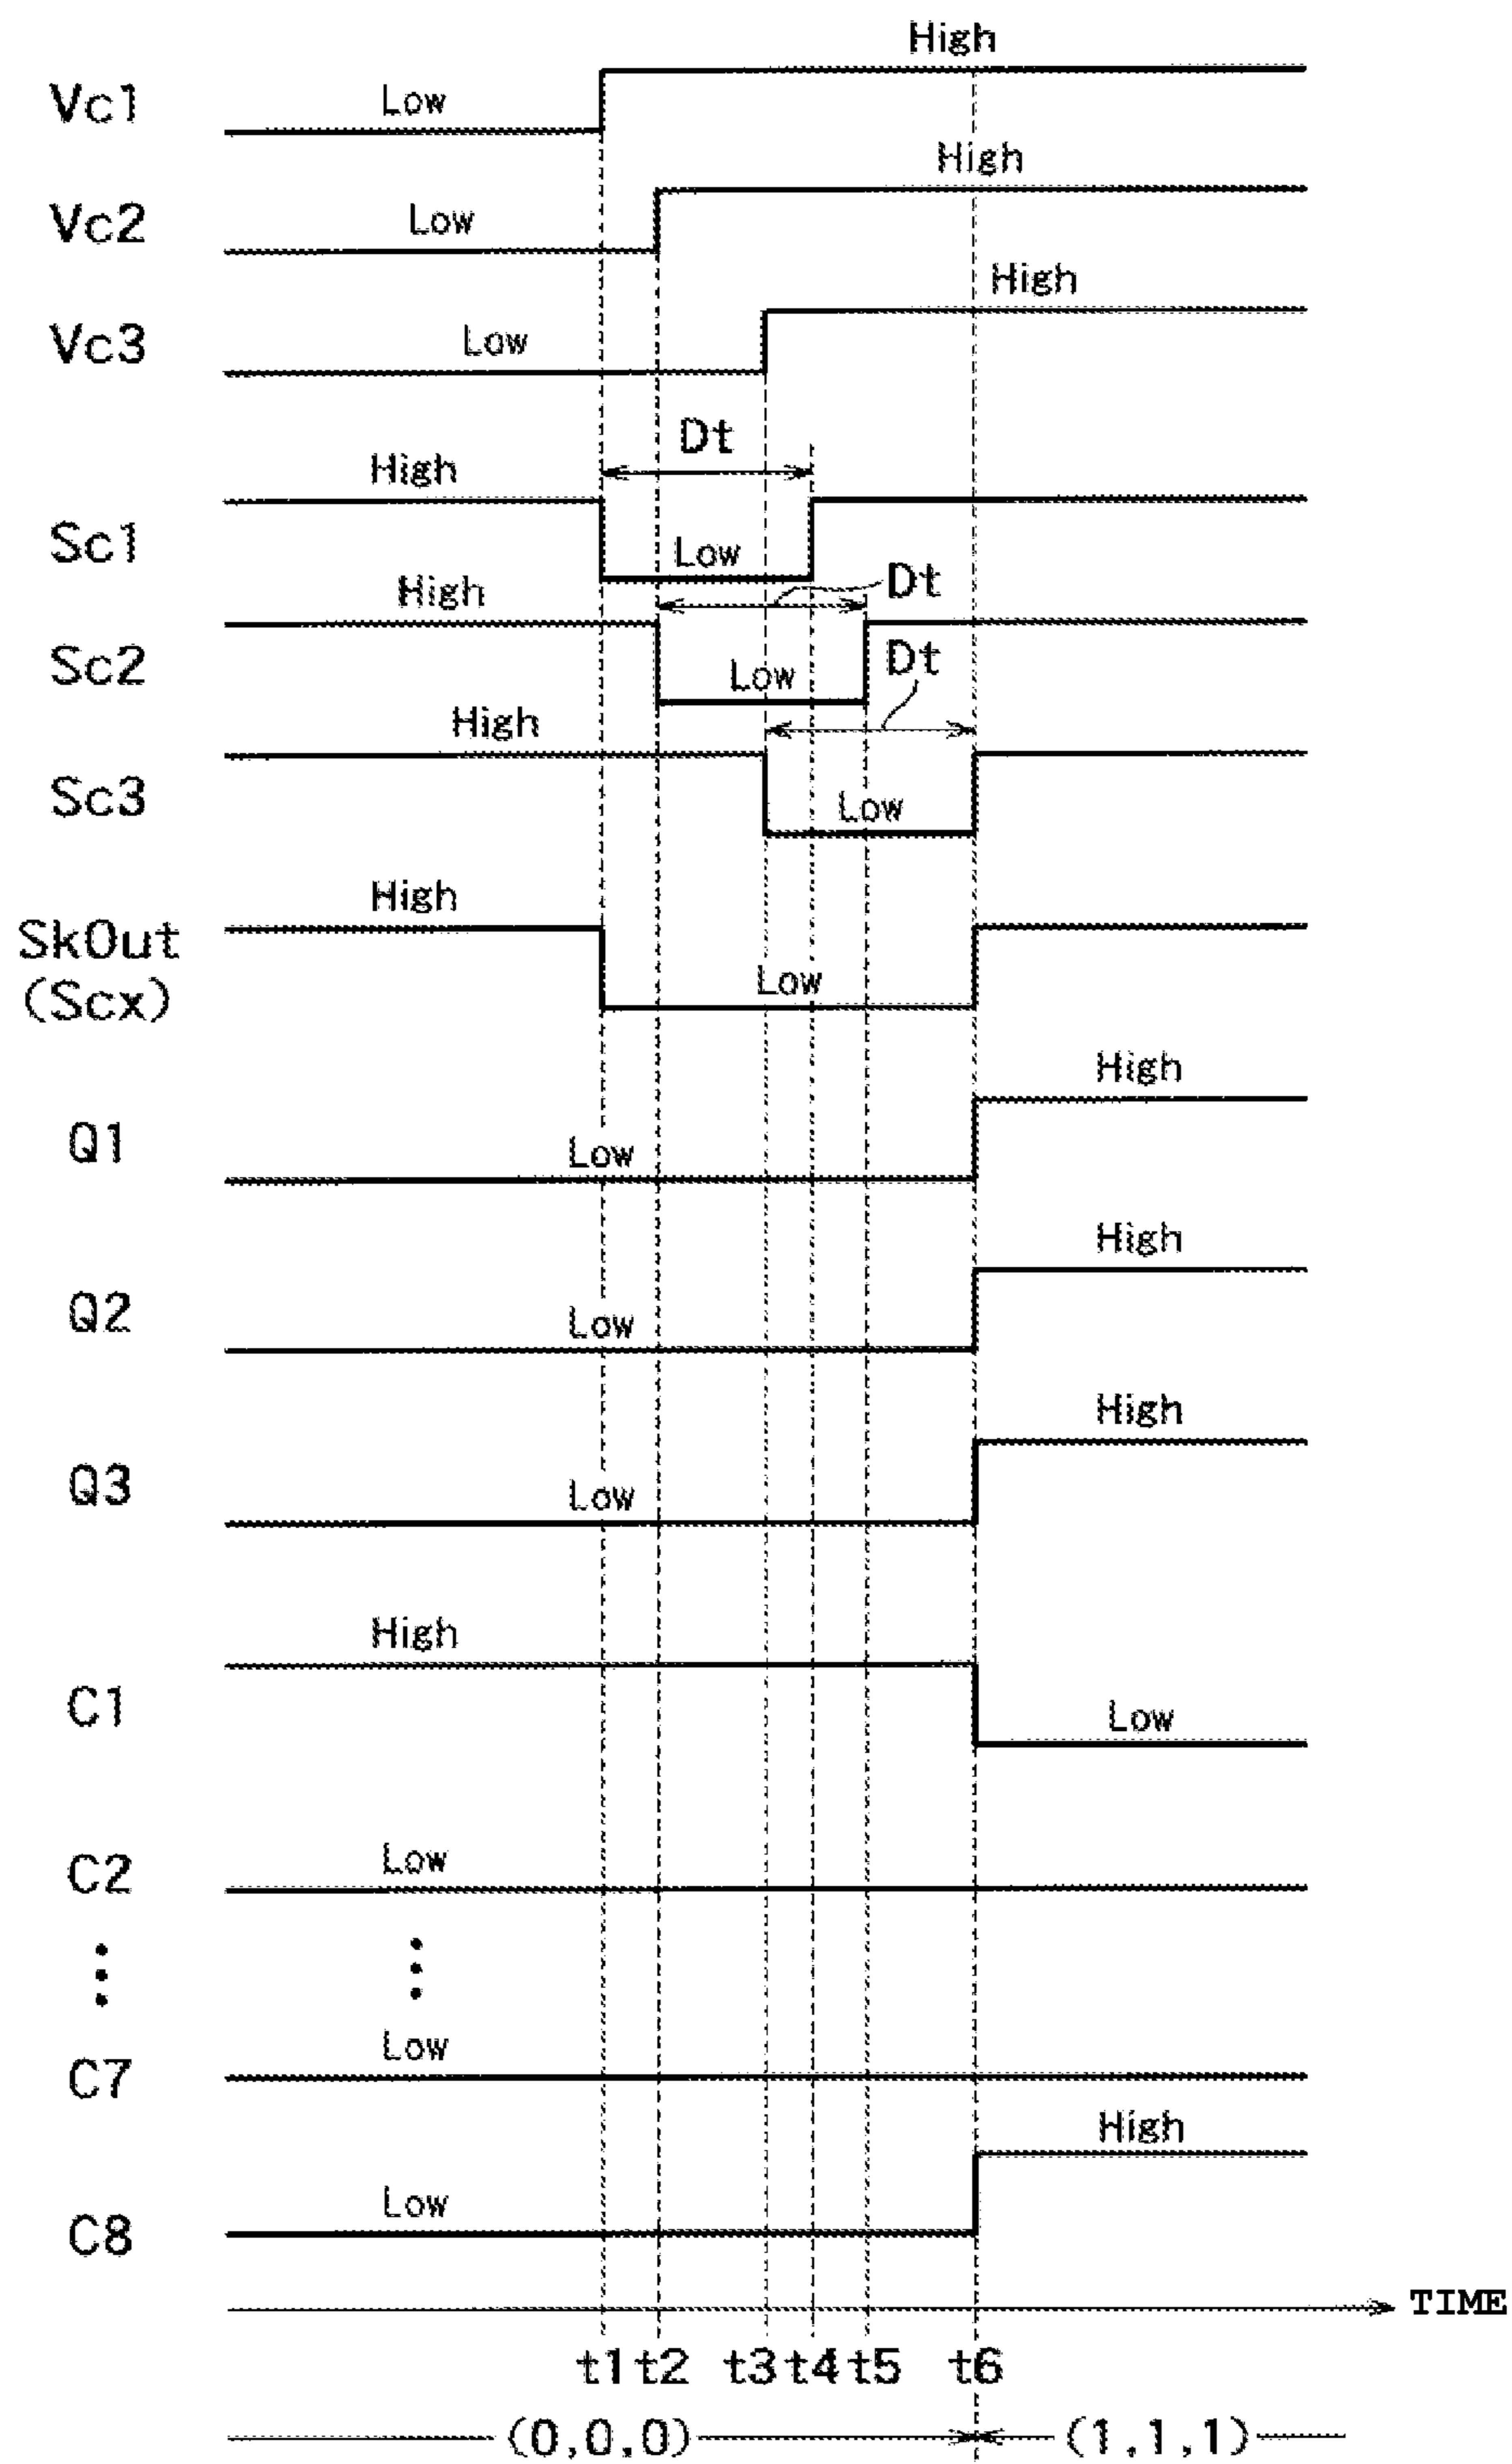 High
Vc1 Low
High
Vc2 Low
High
Vc3 Low
Dt
High
Sc1 Low
High Dt
Sc2 Low Dt
High
Sc3 Low
High
SkOut
(Scx) Low
High
Q1 Low
High
Q2 Low
High
Q3 Low
High
C1 Low
C2 Low
C7 Low
High
C8 Low
TIME
t1 t2 t3 t4 t5 t6
(0,0,0) (1,1,1)